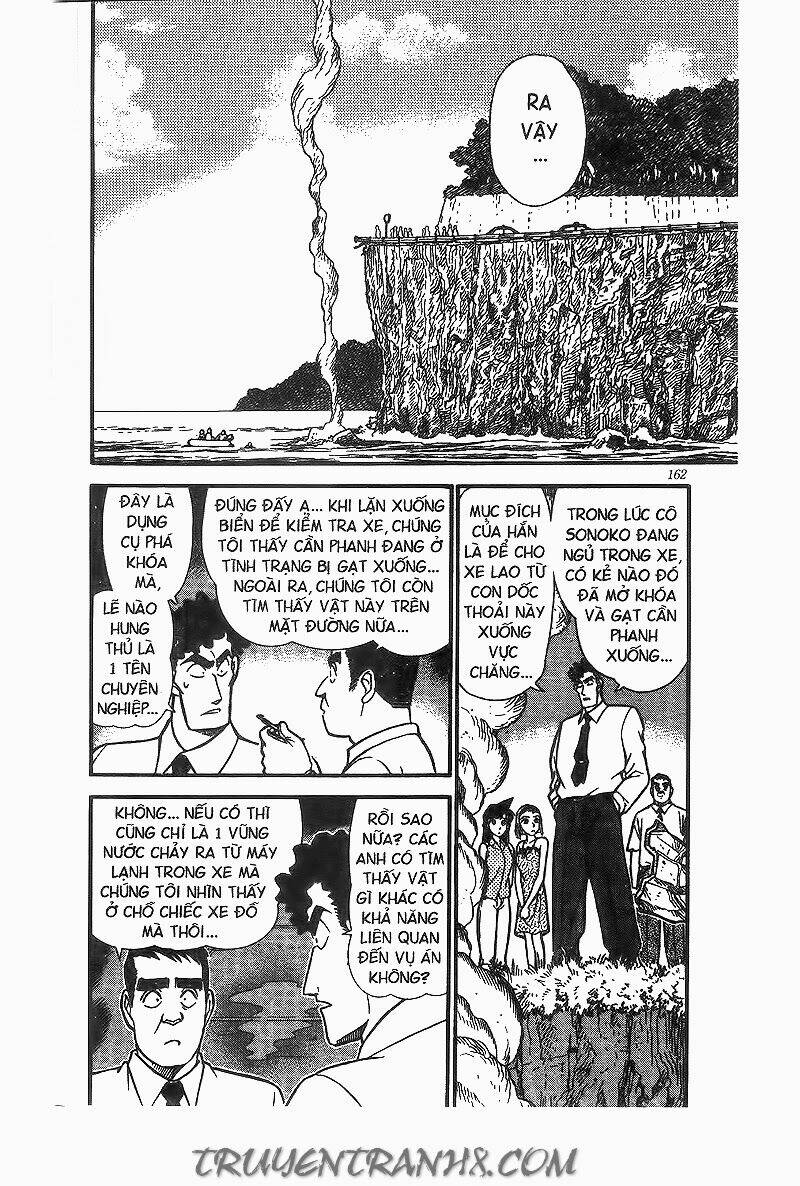 RA
VẬY
...
162
TRONG LÚC CÔ
SONOKO ĐANG
NGỦ TRONG XE,
CÓ KẺ NÀO ĐÓ
ĐÃ MỞ KHÓA
VÀ GẠT CẦN
PHANH
XUỐNG...
MỤC ĐÍCH
CỦA HẮN
LÀ ĐỂ CHO
XE LAO TỪ
CON DỐC
THOẢI NÀY
XUỐNG
VỰC
CHĂNG...
ĐÚNG ĐẤY Ạ... KHI LẶN XUỐNG
BIỂN ĐỂ KIỂM TRA XE, CHÚNG
TÔI THẤY CẦN PHANH ĐANG Ở
TÌNH TRẠNG BỊ GẠT XUỐNG...
NGOÀI RA, CHÚNG TÔI CÒN
TÌM THẤY VẬT NÀY TRÊN
MẶT ĐƯỜNG NỮA...
ĐÂY LÀ
DỤNG
CỤ PHÁ
KHÓA
MÀ,
LẼ NÀO
HUNG
THỦ LÀ
1 TÊN
CHUYÊN
NGHIỆP...
RỒI SAO
NỮA? CÁC
ANH CÓ TÌM
THẤY VẬT
GÌ KHÁC CÓ
KHẢ NĂNG
LIÊN QUAN
ĐẾN VỤ ÁN
KHÔNG?
KHÔNG... NẾU CÓ THÌ
CŨNG CHỈ LÀ 1 VŨNG
NƯỚC CHẢY RA TỪ MÁY
LẠNH TRONG XE MÀ
CHÚNG TÔI NHÌN THẤY
Ở CHỖ CHIẾC XE ĐỖ
MÀ THÔI...
TRUYENTRANH8.COM